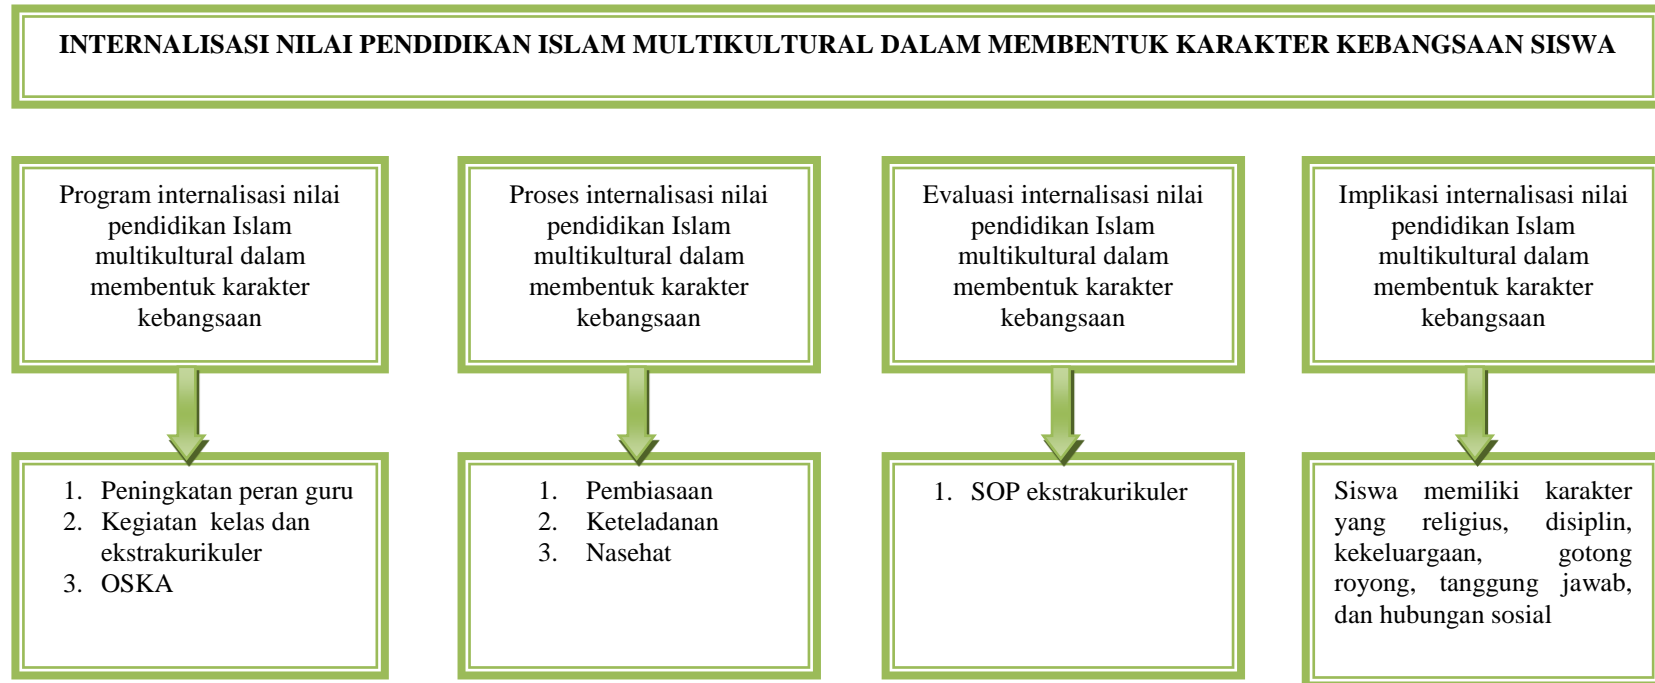 INTERNALISASI NILAI PENDIDIKAN ISLAM MULTIKULTURAL DALAM MEMBENTUK KARAKTER KEBANGSAAN SISWA
Program internalisasi nilai
pendidikan Islam
multikultural dalam
membentuk karakter
kebangsaan
Proses internalisasi nilai
pendidikan Islam
multikultural dalam
membentuk karakter
kebangsaan
Evaluasi internalisasi nilai
pendidikan Islam
multikultural dalam
membentuk karakter
kebangsaan
Implikasi internalisasi nilai
pendidikan Islam
multikultural dalam
membentuk karakter
kebangsaan
1. Peningkatan peran guru
2. Kegiatan kelas dan
ekstrakurikuler
3. OSKA
1. Pembiasaan
2. Keteladanan
3. Nasehat
1. SOP ekstrakurikuler
Siswa memiliki karakter
yang religius, disiplin,
kekeluargaan, gotong
royong, tanggung jawab,
dan hubungan sosial